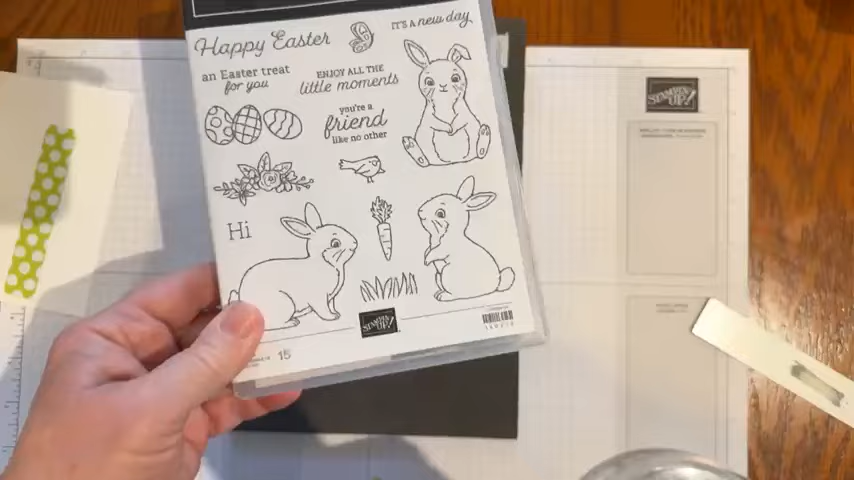 Happy Easter
IT'S A new day
an Easter treat
for you
ENJOY ALL THE
little moments
you're a
friend
like no other
Hi
STAMPIN' UP!
15
STAMPIN' UP!